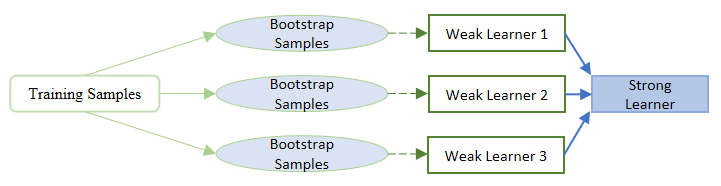 Bootstrap
Samples
Weak Learner 1
Training Samples
Bootstrap
Samples
Weak Learner 2
Strong
Learner
Bootstrap
Samples
Weak Learner 3